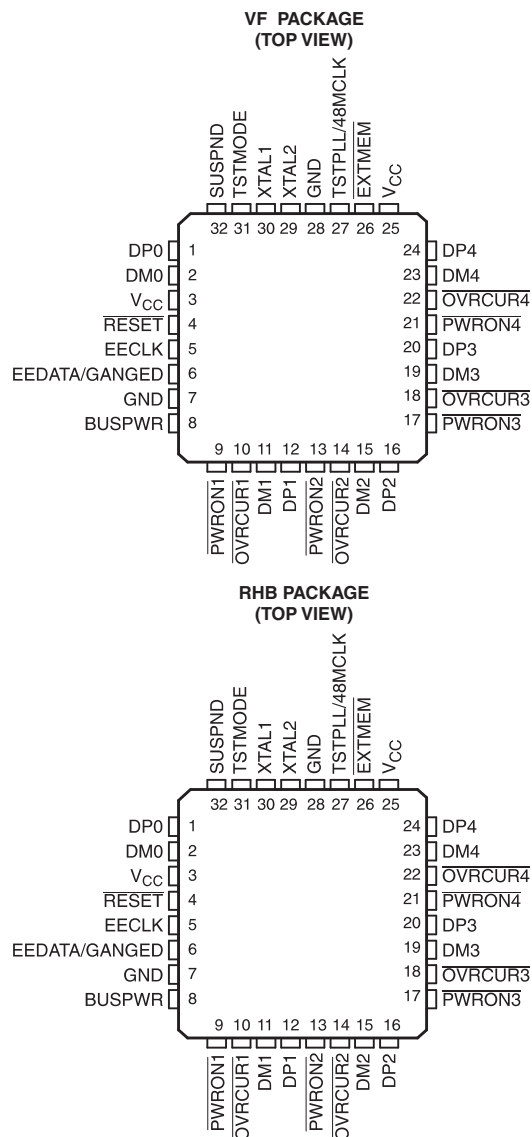 VF PACKAGE
(TOP VIEW)
SUSPND
TSTMODE
XTAL1
XTAL2
GND
TSTPLL/48MCLK
EXTMEM
VCC
32 31 30 29 28 27 26 25
DP0 1
DM0 2
VCC 3
RESET 4
EECLK 5
EEDATA/GANGED 6
GND 7
BUSPWR 8
24 DP4
23 DM4
22 OVRCUR4
21 PWRON4
20 DP3
19 DM3
18 OVRCUR3
17 PWRON3
9 10 11 12 13 14 15 16
PWRON1
OVRCUR1
DM1
DP1
PWRON2
OVRCUR2
DM2
DP2
RHB PACKAGE
(TOP VIEW)
SUSPND
TSTMODE
XTAL1
XTAL2
GND
TSTPLL/48MCLK
EXTMEM
VCC
32 31 30 29 28 27 26 25
DP0 1
DM0 2
VCC 3
RESET 4
EECLK 5
EEDATA/GANGED 6
GND 7
BUSPWR 8
24 DP4
23 DM4
22 OVRCUR4
21 PWRON4
20 DP3
19 DM3
18 OVRCUR3
17 PWRON3
9 10 11 12 13 14 15 16
PWRON1
OVRCUR1
DM1
DP1
PWRON2
OVRCUR2
DM2
DP2